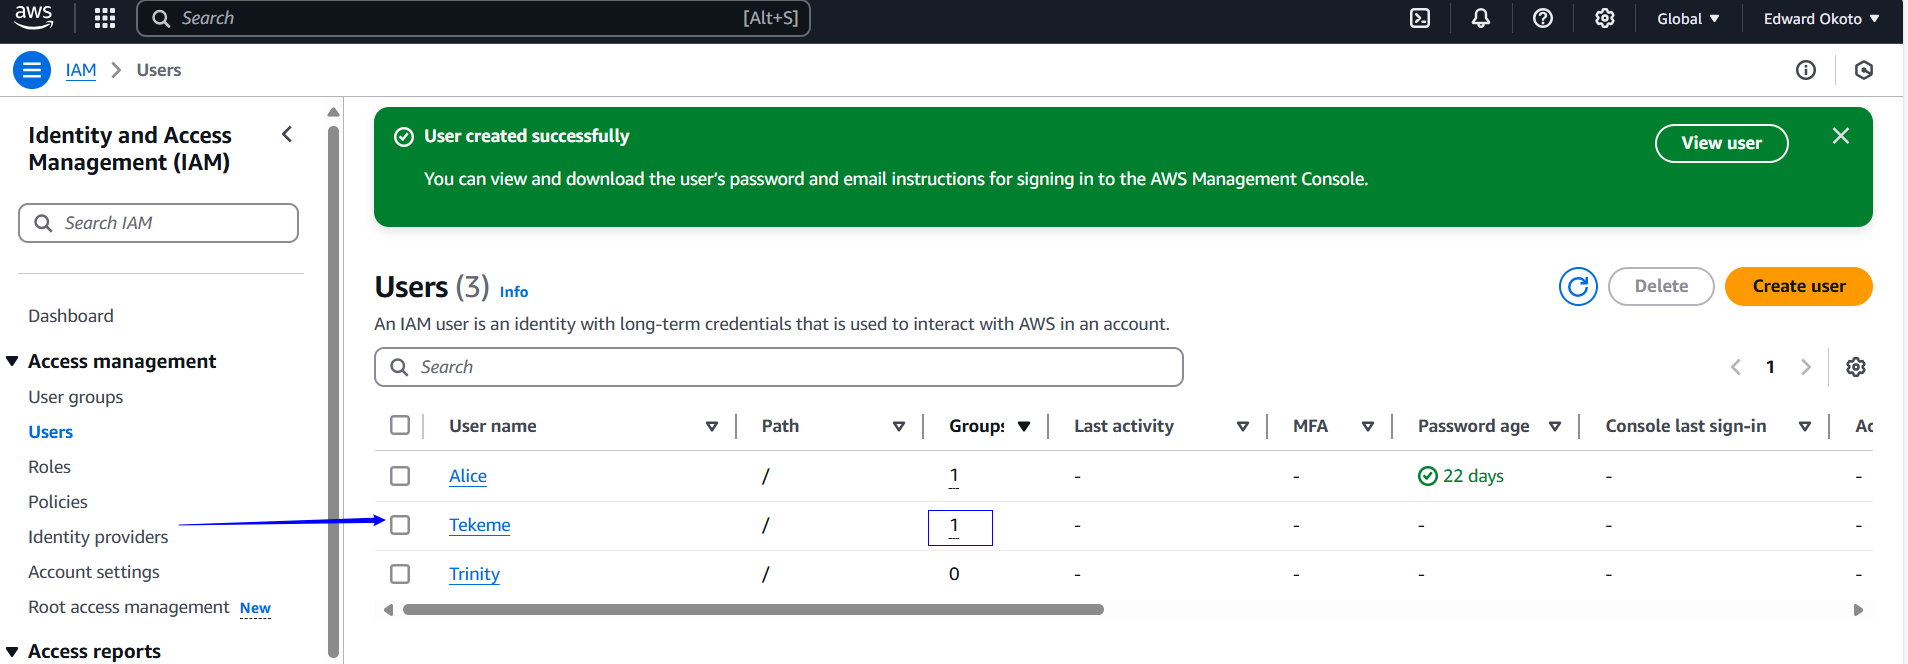 aws
Search [Alt+S] Global Edward Okoto
IAM Users
Identity and Access
Management (IAM)
Search IAM
Dashboard
Access management
User groups
Users
Roles
Policies
Identity providers
Account settings
Root access management New
Access reports
User created successfully
You can view and download the user's password and email instructions for signing in to the AWS Management Console.
View user
Users (3) Info
Delete
Create user
An IAM user is an identity with long-term credentials that is used to interact with AWS in an account.
Search
1
User name Path Groups Last activity MFA Password age Console last sign-in Ac
Alice / 1 - - 22 days - -
Tekeme / 1 - - - - -
Trinity / 0 - - - - -